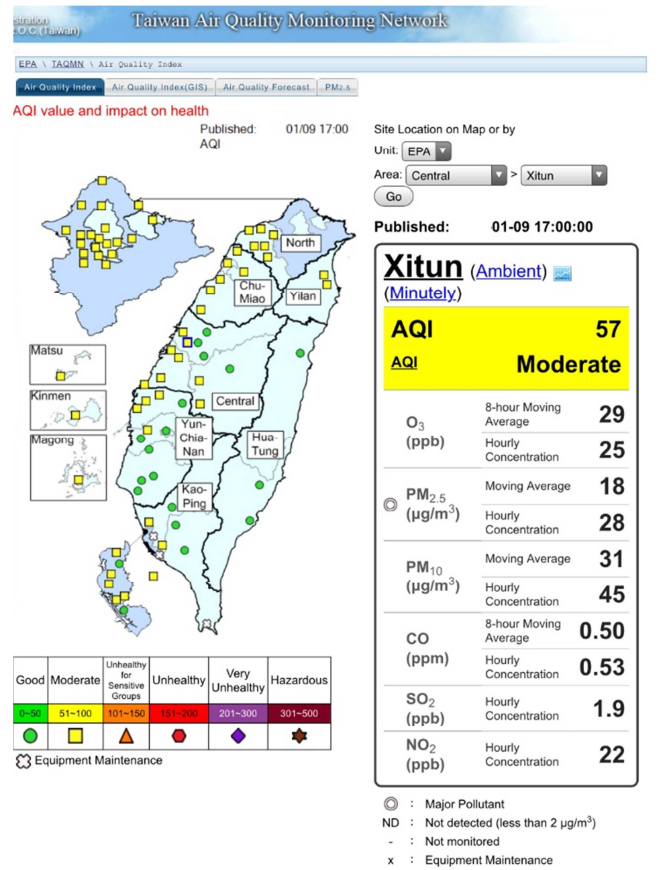 stration
.O.C.(Taiwan)
Taiwan Air Quality Monitoring Network
EPA \ TAQMN \ Air Quality Index
Air Quality Index
Air Quality Index(GIS)
Air Quality Forecast
PM2.5
AQI value and impact on health
Published: 01/09 17:00
AQI
North
Chu-
Miao
Yilan
Matsu
Kinmen
Magong
Central
Yun-
Chia-
Nan
Hua-
Tung
Kao-
Ping
Good
Moderate
Unhealthy
for
Sensitive
Groups
Unhealthy
Very
Unhealthy
Hazardous
0~50
51~100
101~150
151~200
201~300
301~500
Equipment Maintenance
Site Location on Map or by
Unit: EPA
Area: Central > Xitun
Go
Published: 01-09 17:00:00
Xitun (Ambient)
(Minutely)
AQI 57
AQI Moderate
O3
(ppb)
8-hour Moving
Average
29
Hourly
Concentration
25
PM2.5
(μg/m3)
Moving Average
18
Hourly
Concentration
28
PM10
(μg/m3)
Moving Average
31
Hourly
Concentration
45
CO
(ppm)
8-hour Moving
Average
0.50
Hourly
Concentration
0.53
SO2
(ppb)
Hourly
Concentration
1.9
NO2
(ppb)
Hourly
Concentration
22
: Major Pollutant
ND : Not detected (less than 2 μg/m3)
- : Not monitored
x : Equipment Maintenance